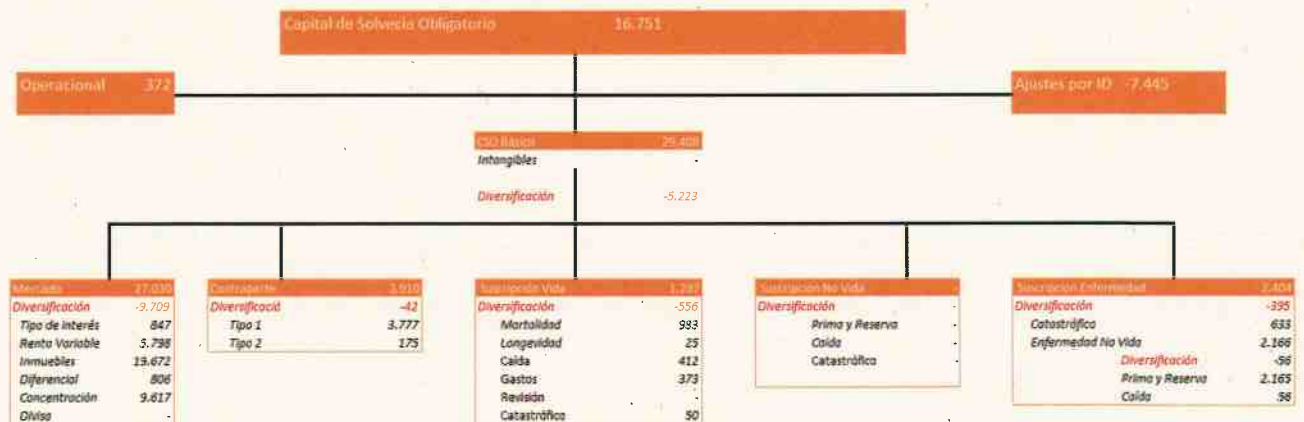 Capital de Solvecia Obligatorio 16.751
Operacional 372
Ajustes por ID -7.445
CSO Básico 29.408
Intangibles -
Diversificación -5.223
Mercado 27.030
Diversificación -9.709
Tipo de interés 847
Renta Variable 5.798
Inmuebles 19.672
Diferencial 806
Concentración 9.617
Divisa -
Contraparte 3.910
Diversificació -42
Tipo 1 3.777
Tipo 2 175
Suscripción Vida 1.287
Diversificación -556
Mortalidad 983
Longevidad 25
Caída 412
Gastos 373
Revisión -
Catastrófico 50
Suscripción No Vida -
Diversificación -
Prima y Reserva -
Caída -
Catastrófico -
Suscripción Enfermedad 2.404
Diversificación -395
Catastrófico 633
Enfermedad No Vida 2.166
Diversificación -56
Prima y Reserva 2.165
Caída 56